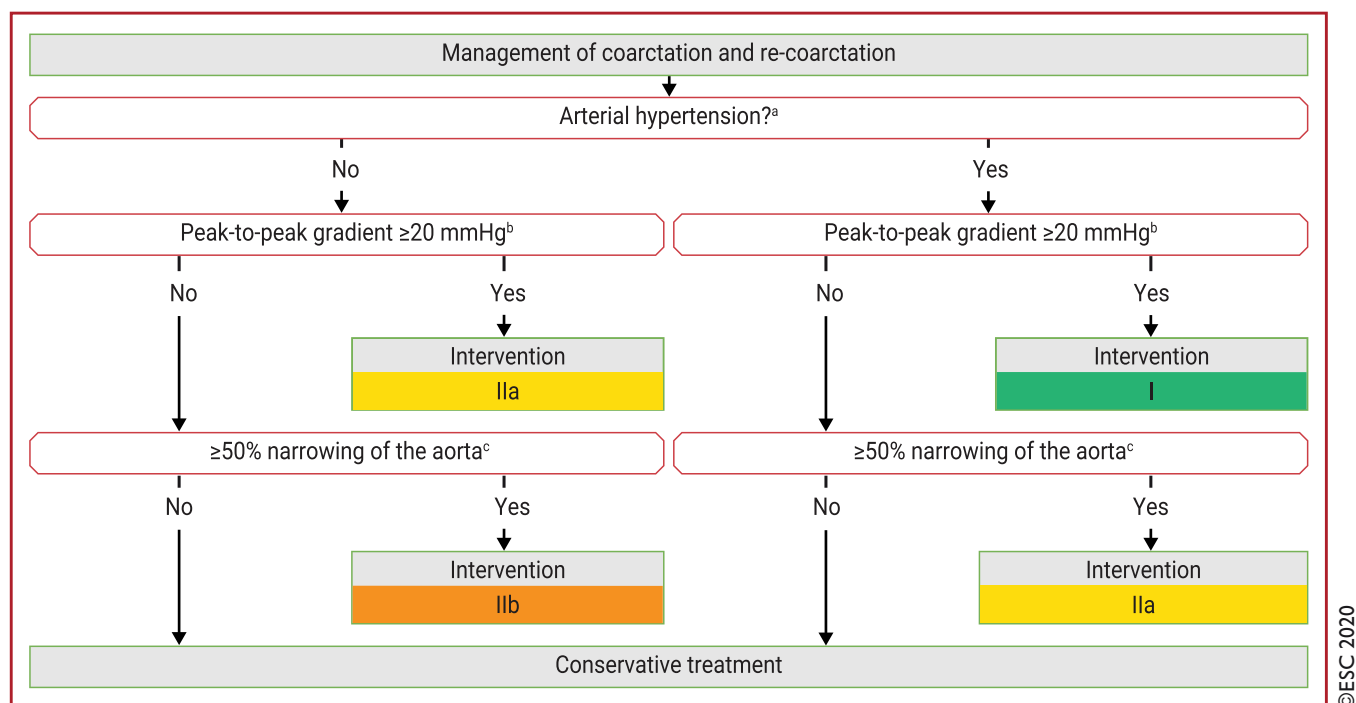 Management of coarctation and re-coarctation
Arterial hypertension?ᵃ
No
Yes
Peak-to-peak gradient ≥20 mmHgᵇ
Peak-to-peak gradient ≥20 mmHgᵇ
No
Yes
No
Yes
Intervention
IIa
Intervention
I
≥50% narrowing of the aortaᶜ
≥50% narrowing of the aortaᶜ
No
Yes
No
Yes
Intervention
IIb
Intervention
IIa
Conservative treatment
©ESC 2020